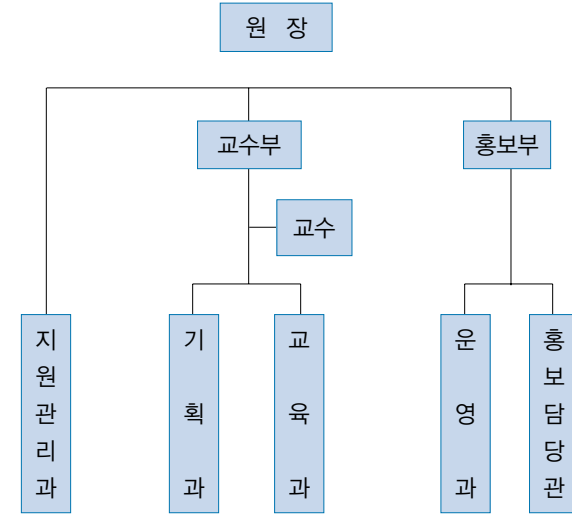 원 장
교수부
홍보부
교수
지원관리과
기획과
교육과
운영과
홍보담당관